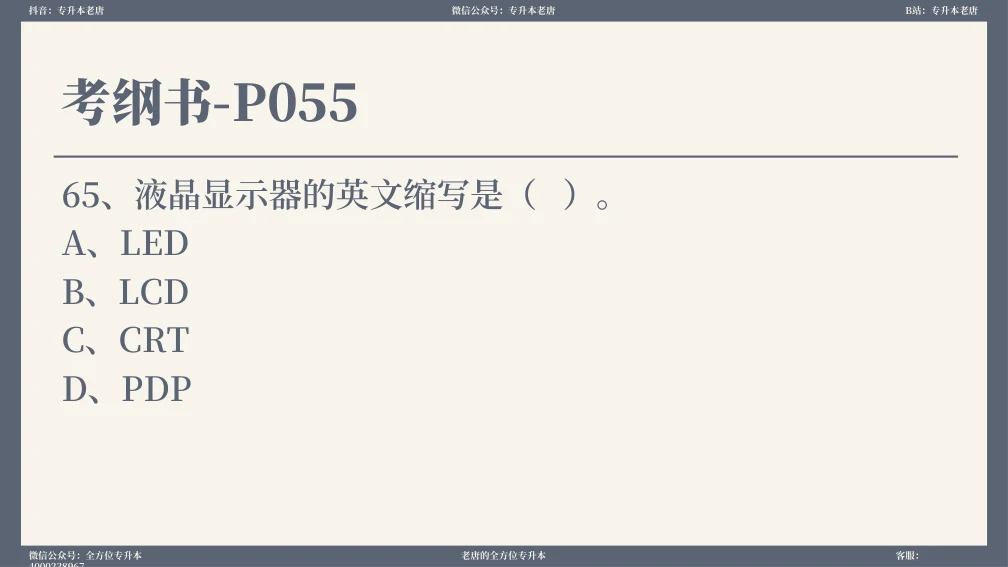 抖音：专升本老唐
微信公众号：专升本老唐
B站：专升本老唐
考纲书-P055
65、液晶显示器的英文缩写是（ ）。
A、LED
B、LCD
C、CRT
D、PDP
微信公众号：全方位专升本
老唐的全方位专升本
客服：
4000238967